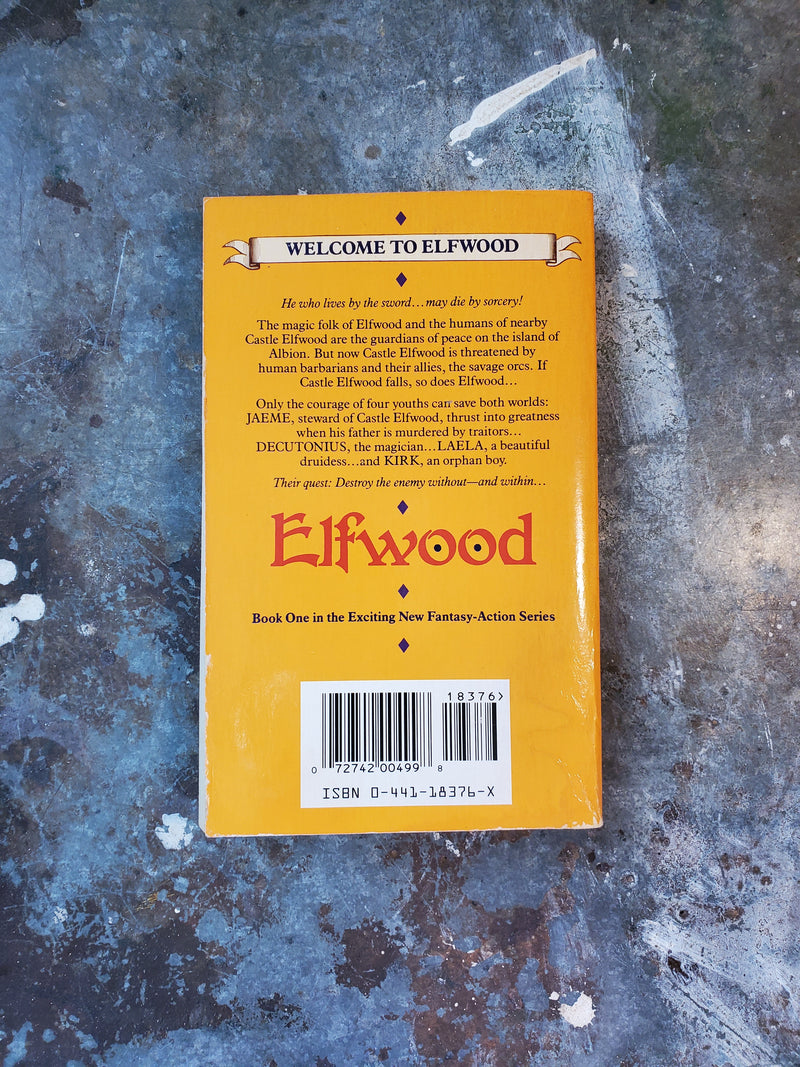 WELCOME TO ELFWOOD
He who lives by the sword...may die by sorcery!
The magic folk of Elfwood and the humans of nearby
Castle Elfwood are the guardians of peace on the island of
Albion. But now Castle Elfwood is threatened by
human barbarians and their allies, the savage orcs. If
Castle Elfwood falls, so does Elfwood...
Only the courage of four youths can save both worlds:
JAEME, steward of Castle Elfwood, thrust into greatness
when his father is murdered by traitors...
DECUTONIUS, the magician...LAELA, a beautiful
druidess...and KIRK, an orphan boy.
Their quest: Destroy the enemy without—and within...
Elfwood
Book One in the Exciting New Fantasy-Action Series
18376>
0 72742 00499 8
ISBN 0-441-18376-X